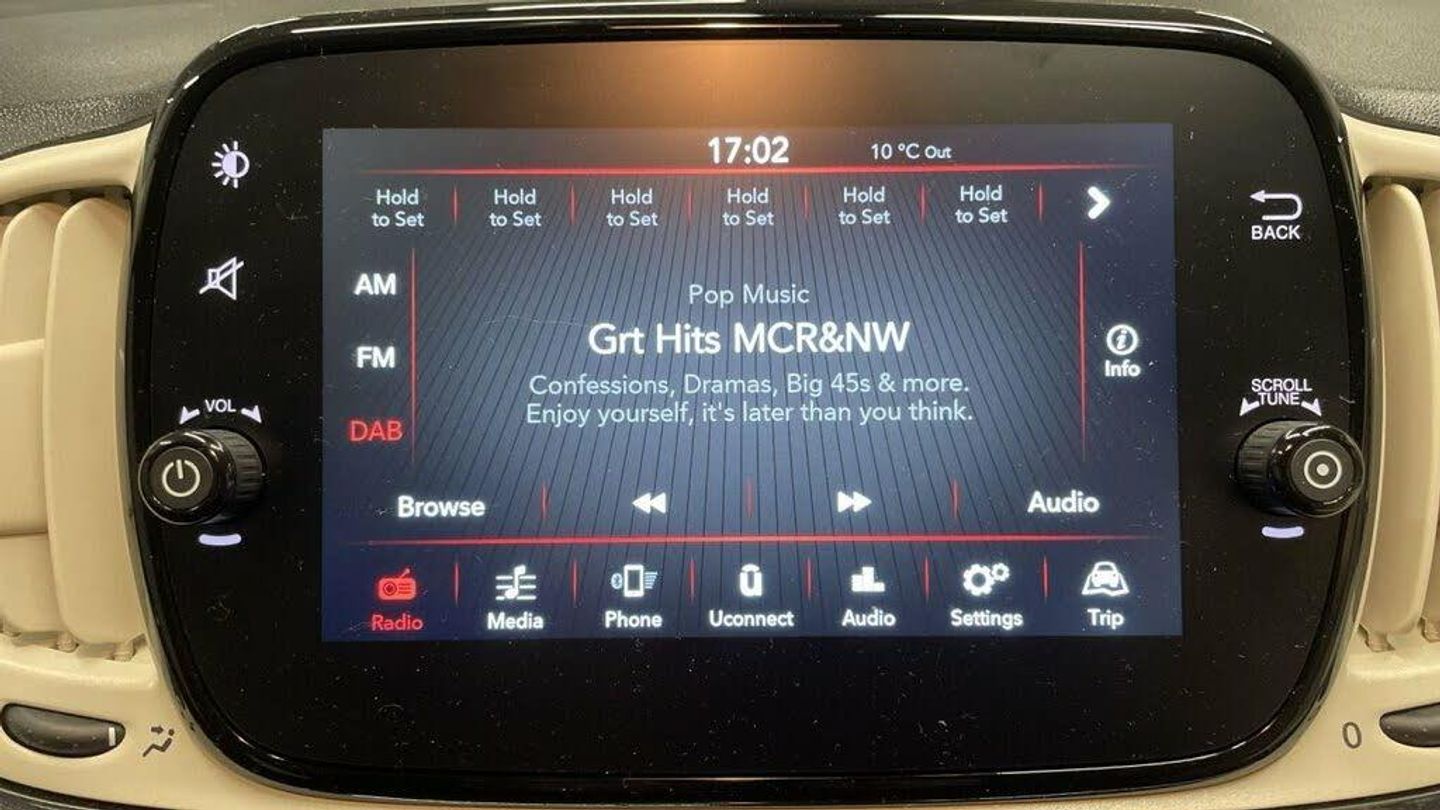 17:02 10 °C Out
Hold to Set
Hold to Set
Hold to Set
Hold to Set
Hold to Set
Hold to Set
BACK
AM
FM
DAB
Pop Music
Grt Hits MCR&NW
Confessions, Dramas, Big 45s & more.
Enjoy yourself, it's later than you think.
Info
VOL
SCROLL
TUNE
Browse
Audio
Radio
Media
Phone
Uconnect
Audio
Settings
Trip
0